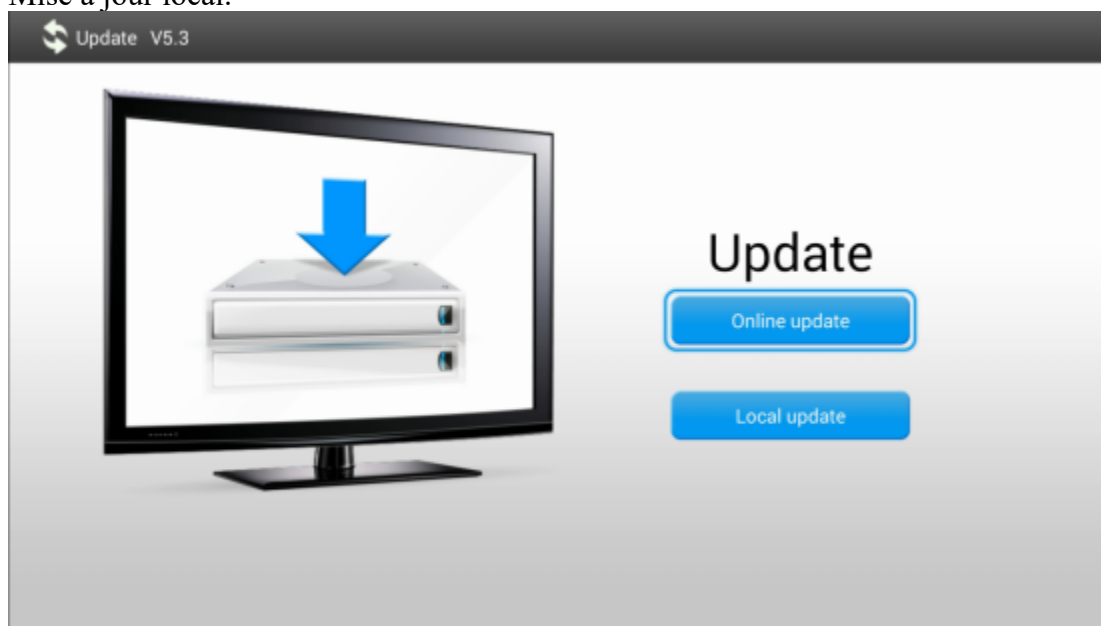 Mise à jour local.
Update V5.3
Update
Online update
Local update